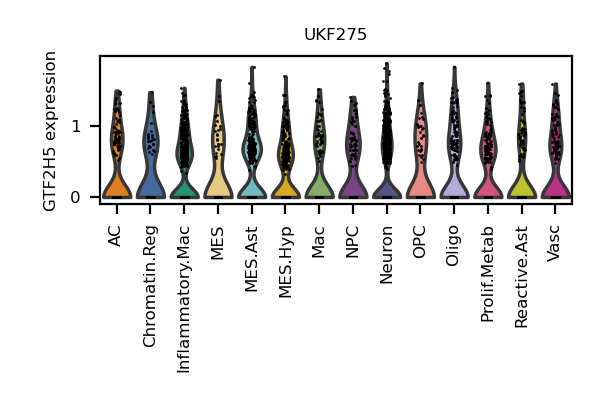 UKF275
GTF2H5 expression
1
0
AC
Chromatin.Reg
Inflammatory.Mac
MES
MES.Ast
MES.Hyp
Mac
NPC
Neuron
OPC
Oligo
Prolif.Metab
Reactive.Ast
Vasc